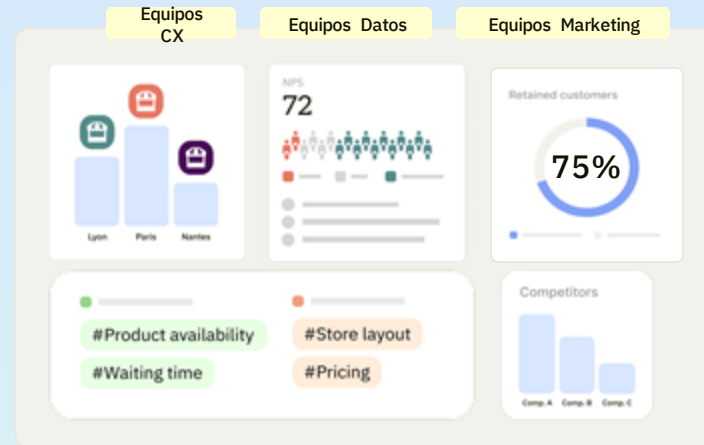 Equipos
CX
Equipos Datos
Equipos Marketing
NPS
72
Lyon
Paris
Nantes
Retained customers
75%
#Product availability
#Waiting time
#Store layout
#Pricing
Competitors
Comp. A
Comp. B
Comp. C